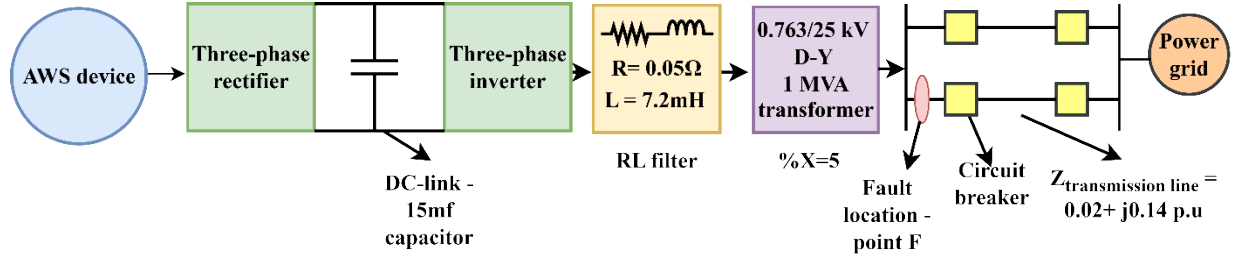 AWS device
Three-phase
rectifier
Three-phase
inverter
R= 0.05Ω
L = 7.2mH
0.763/25 kV
D-Y
1 MVA
transformer
Power
grid
RL filter
%X=5
DC-link -
15mf
capacitor
Fault
location -
point F
Circuit
breaker
Ztransmission line =
0.02+ j0.14 p.u